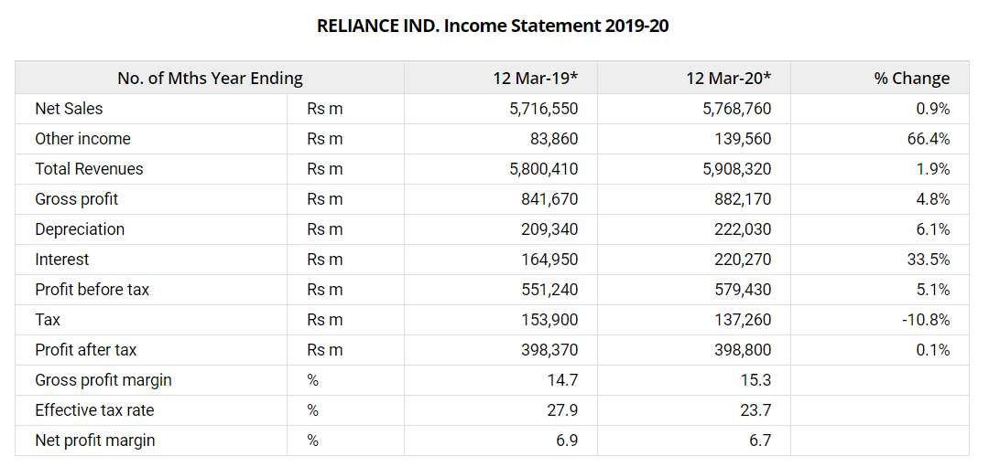 RELIANCE IND. Income Statement 2019-20
No. of Mths Year Ending 12 Mar-19* 12 Mar-20* % Change
Net Sales Rs m 5,716,550 5,768,760 0.9%
Other income Rs m 83,860 139,560 66.4%
Total Revenues Rs m 5,800,410 5,908,320 1.9%
Gross profit Rs m 841,670 882,170 4.8%
Depreciation Rs m 209,340 222,030 6.1%
Interest Rs m 164,950 220,270 33.5%
Profit before tax Rs m 551,240 579,430 5.1%
Tax Rs m 153,900 137,260 -10.8%
Profit after tax Rs m 398,370 398,800 0.1%
Gross profit margin % 14.7 15.3
Effective tax rate % 27.9 23.7
Net profit margin % 6.9 6.7